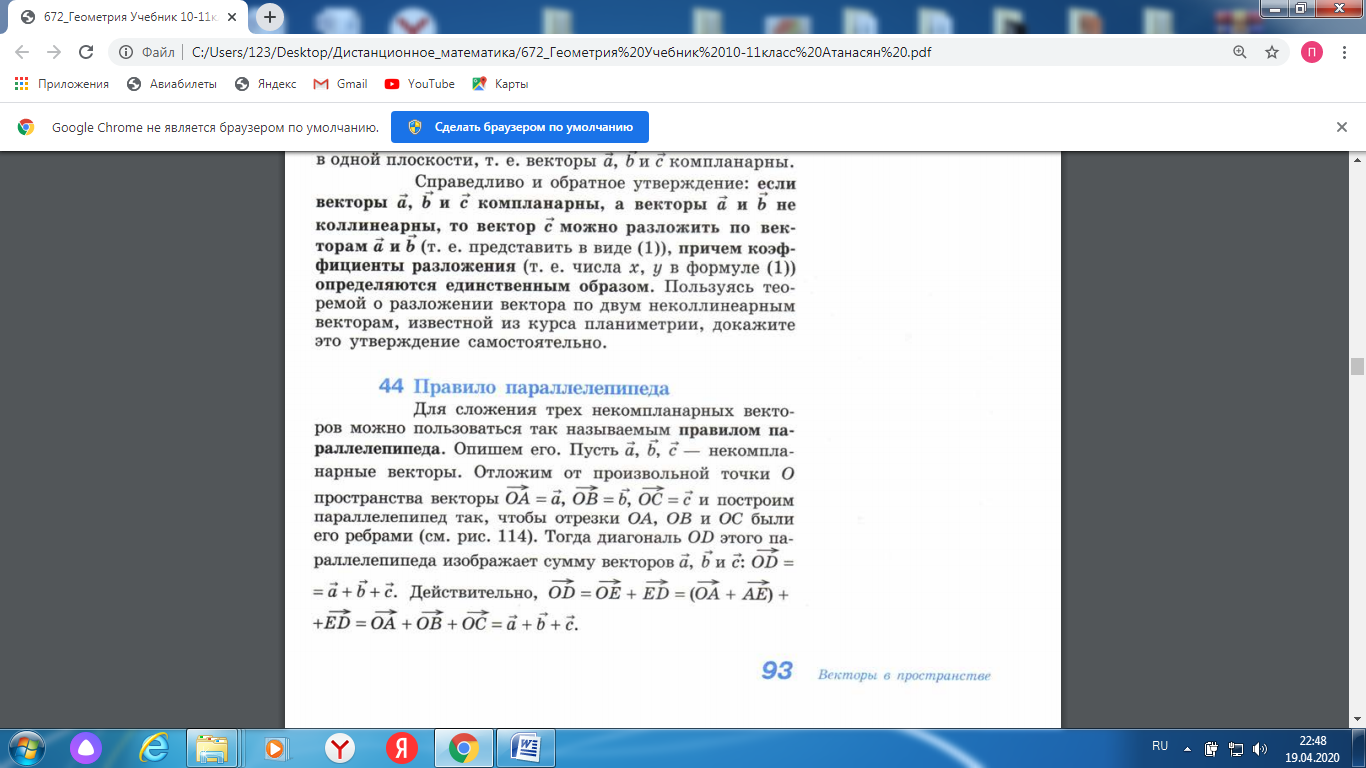 672_Геометрия Учебник 10-11кл
Файл
C:/Users/123/Desktop/Дистанционное_математика/672_Геометрия%20Учебник%2010-11класс%20Атанасян%20.pdf
П
Приложения
Авиабилеты
Яндекс
Gmail
YouTube
Карты
Google Chrome не является браузером по умолчанию.
Сделать браузером по умолчанию
в одной плоскости, т. е. векторы a⃗, b⃗ и c⃗ компланарны.
Справедливо и обратное утверждение: если
векторы a⃗, b⃗ и c⃗ компланарны, а векторы a⃗ и b⃗ не
коллинеарны, то вектор c⃗ можно разложить по век-
торам a⃗ и b⃗ (т. е. представить в виде (1)), причем коэф-
фициенты разложения (т. е. числа x, y в формуле (1))
определяются единственным образом. Пользуясь тео-
ремой о разложении вектора по двум неколлинеарным
векторам, известной из курса планиметрии, докажите
это утверждение самостоятельно.
44 Правило параллелепипеда
Для сложения трех некомпланарных векто-
ров можно пользоваться так называемым правилом па-
раллелепипеда. Опишем его. Пусть a⃗, b⃗, c⃗ — некомпла-
нарные векторы. Отложим от произвольной точки O
пространства векторы OA⃗ = a⃗, OB⃗ = b⃗, OC⃗ = c⃗ и построим
параллелепипед так, чтобы отрезки OA, OB и OC были
его ребрами (см. рис. 114). Тогда диагональ OD этого па-
раллелепипеда изображает сумму векторов a⃗, b⃗ и c⃗: OD⃗ =
= a⃗ + b⃗ + c⃗. Действительно, OD⃗ = OE⃗ + ED⃗ = (OA⃗ + AE⃗) +
+ED⃗ = OA⃗ + OB⃗ + OC⃗ = a⃗ + b⃗ + c⃗.
93 Векторы в пространстве
RU
22:48
19.04.2020